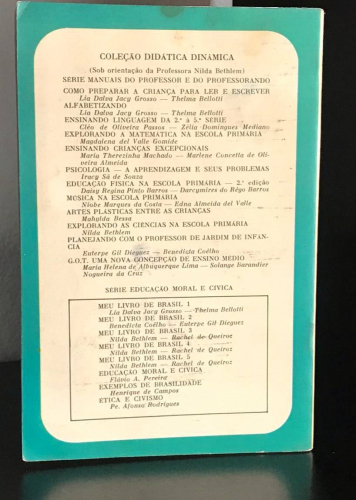 COLEÇÃO DIDÁTICA DINÂMICA
(Sob orientação da Professora Nilda Bethlem)
SÉRIE MANUAIS DO PROFESSOR E DO PROFESSORANDO
COMO PREPARAR A CRIANÇA PARA LER E ESCREVER
Lia Dalva Jacy Grosso — Thelma Bellotti
ALFABETIZANDO
Lia Dalva Jacy Grosso — Thelma Bellotti
ENSINANDO LINGUAGEM DA 2.ª à 5.ª SÉRIE
Cléo de Oliveira Passos — Zélia Domingues Mediano
EXPLORANDO A MATEMÁTICA NA ESCOLA PRIMÁRIA
Magdalena del Valle Gomide
ENSINANDO CRIANÇAS EXCEPCIONAIS
Maria Therezinha Machado — Marlene Concetta de Oli-
veira Almeida
PSICOLOGIA — A APRENDIZAGEM E SEUS PROBLEMAS
Iracy Sá de Souza
EDUCAÇÃO FÍSICA NA ESCOLA PRIMÁRIA — 2.ª edição
Daisy Regina Pinto Barros — Darcymires do Rêgo Barros
MÚSICA NA ESCOLA PRIMÁRIA
Niobe Marques da Costa — Edna Almeida del Valle
ARTES PLÁSTICAS ENTRE AS CRIANÇAS
Mahylda Bessa
EXPLORANDO AS CIÊNCIAS NA ESCOLA PRIMÁRIA
Nilda Bethlem
PLANEJANDO COM O PROFESSOR DE JARDIM DE INFÂN-
CIA
Euterpe Gil Dieguez — Benedicta Coêlho
G.O.T. UMA NOVA CONCEPÇÃO DE ENSINO MÉDIO
Maria Helena de Albuquerque Lima — Solange Barandier
Nogueira da Cruz
SÉRIE EDUCAÇÃO MORAL E CÍVICA
MEU LIVRO DE BRASIL 1
Lia Dalva Jacy Grosso — Thelma Bellotti
MEU LIVRO DE BRASIL 2
Benedicta Coêlho — Euterpe Gil Dieguez
MEU LIVRO DE BRASIL 3
Nilda Bethlem — Rachel de Queiroz
MEU LIVRO DE BRASIL 4
Nilda Bethlem — Rachel de Queiroz
MEU LIVRO DE BRASIL 5
Nilda Bethlem — Rachel de Queiroz
EDUCAÇÃO MORAL E CÍVICA
Flávio A. Pereira
EXEMPLOS DE BRASILIDADE
Henrique de Campos
ÉTICA E CIVISMO
Pe. Afonso Rodrigues